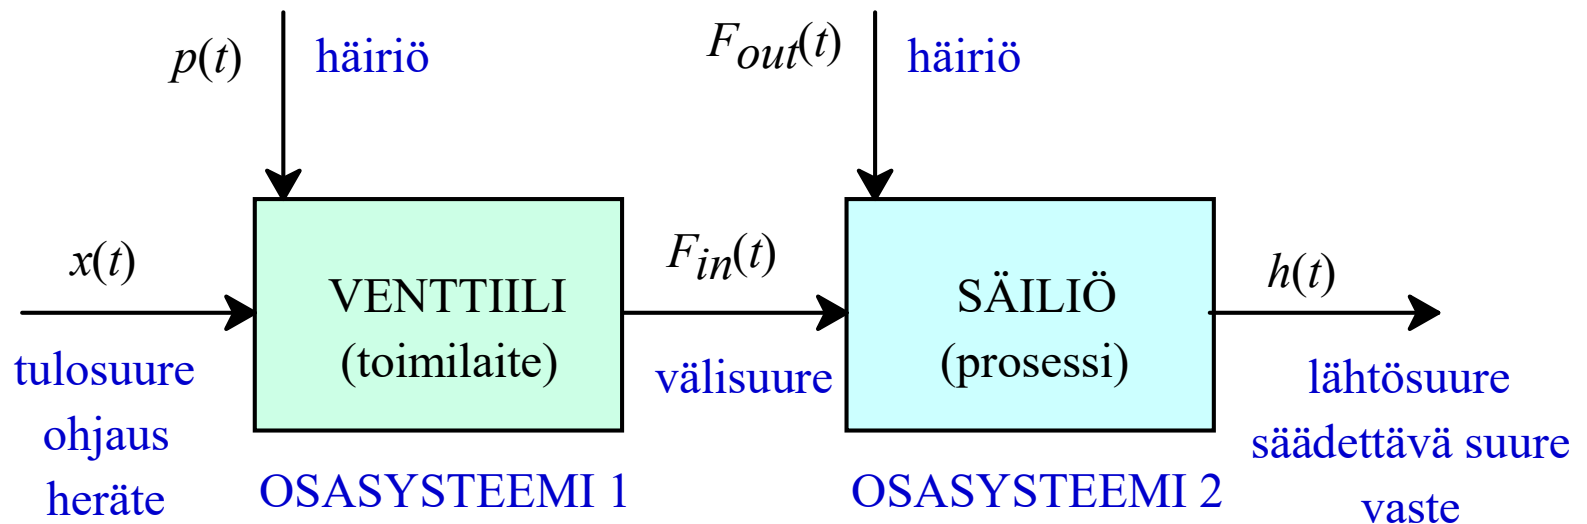 p(t) häiriö
F_out(t) häiriö
x(t)
tulosuure
ohjaus
heräte
VENTTIILI
(toimilaite)
OSASYSTEEMI 1
F_in(t)
välisuure
SÄILIÖ
(prosessi)
OSASYSTEEMI 2
h(t)
lähtösuure
säädettävä suure
vaste